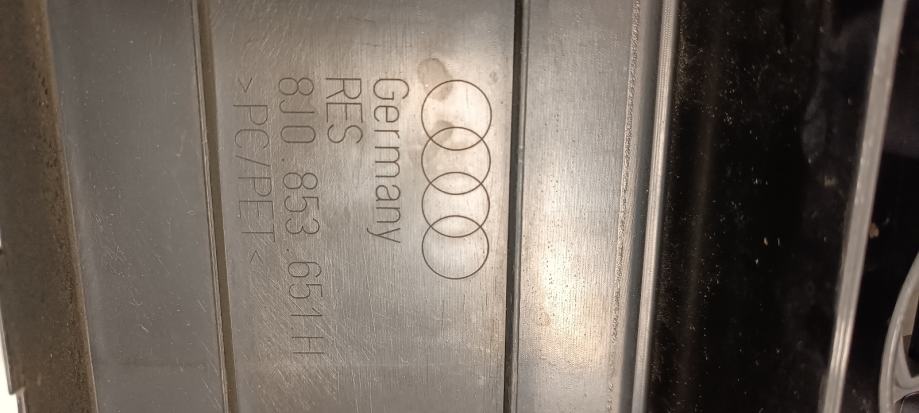 Germany
RES
8J0.853.651.H
>PC/PET<